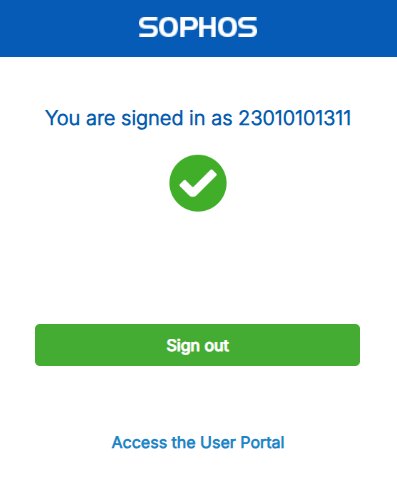 SOPHOS
You are signed in as 23010101311
Sign out
Access the User Portal